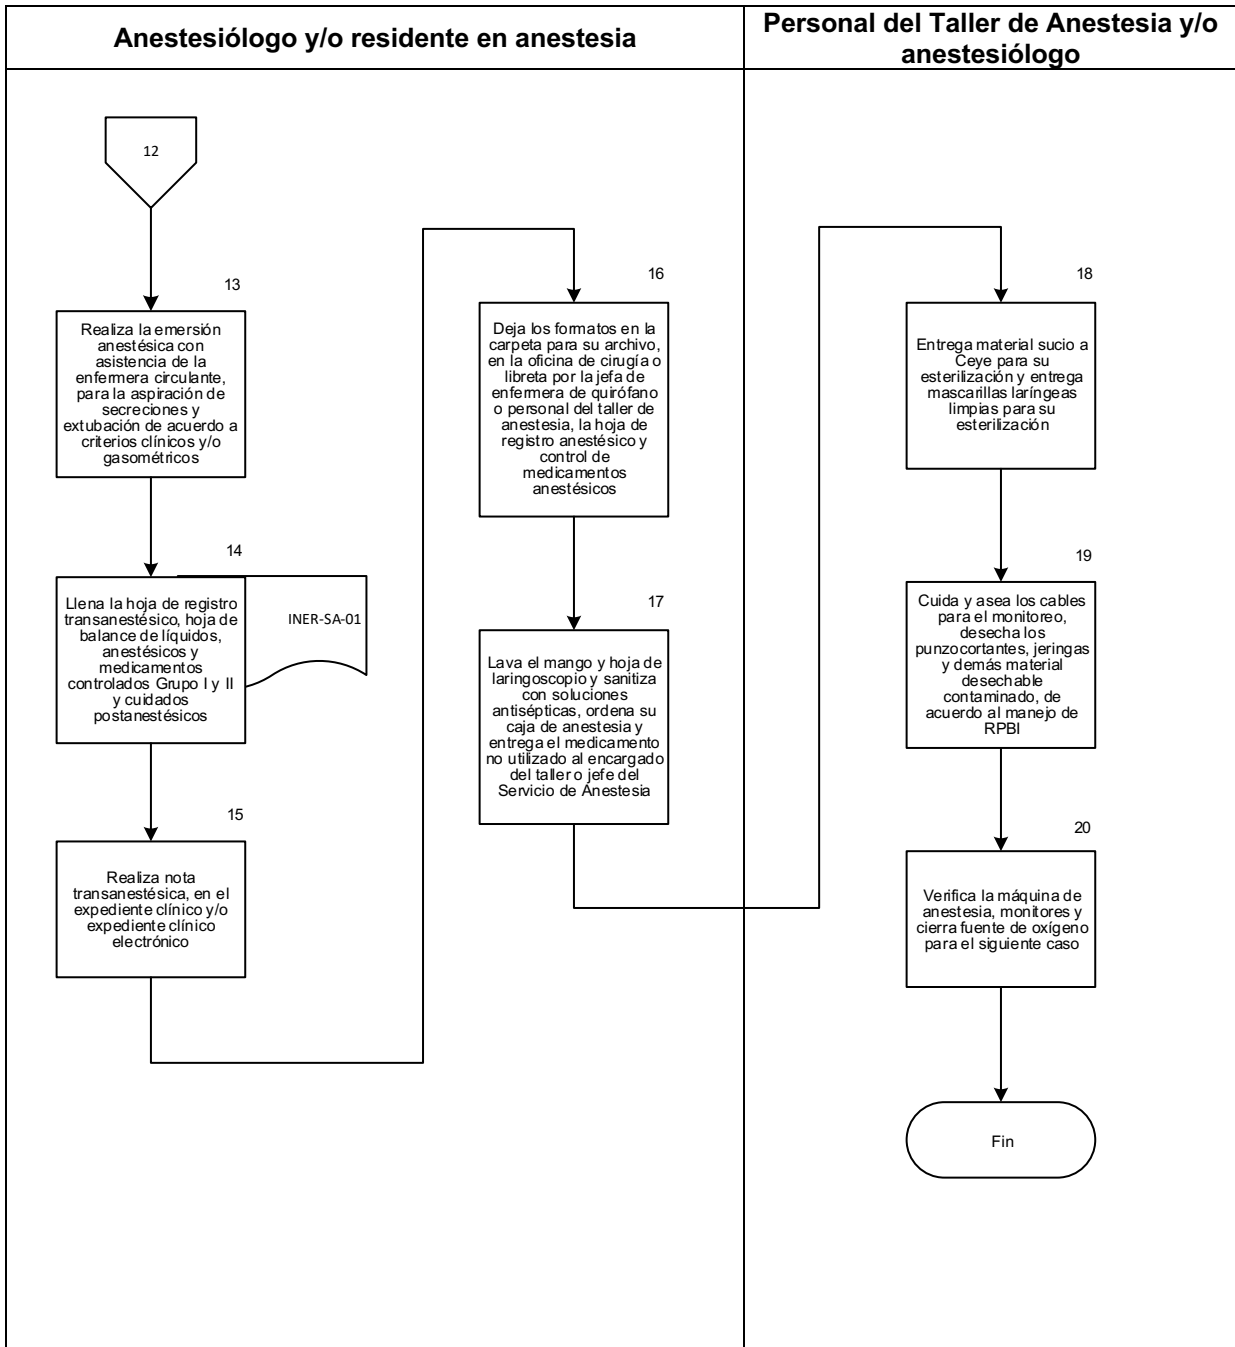 Anestesiólogo y/o residente en anestesia
Personal del Taller de Anestesia y/o
anestesiólogo
12
13
Realiza la emersión
anestésica con
asistencia de la
enfermera circulante,
para la aspiración de
secreciones y
extubación de acuerdo a
criterios clínicos y/o
gasométricos
14
Llena la hoja de registro
transanestésico, hoja de
balance de líquidos,
anestésicos y
medicamentos
controlados Grupo I y II
y cuidados
postanestésicos
INER-SA-01
15
Realiza nota
transanestésica, en el
expediente clínico y/o
expediente clínico
electrónico
16
Deja los formatos en la
carpeta para su archivo,
en la oficina de cirugía o
libreta por la jefa de
enfermera de quirófano
o personal del taller de
anestesia, la hoja de
registro anestésico y
control de
medicamentos
anestésicos
17
Lava el mango y hoja de
laringoscopio y sanitiza
con soluciones
antisépticas, ordena su
caja de anestesia y
entrega el medicamento
no utilizado al encargado
del taller o jefe del
Servicio de Anestesia
18
Entrega material sucio a
Ceye para su
esterilización y entrega
mascarillas laríngeas
limpias para su
esterilización
19
Cuida y asea los cables
para el monitoreo,
desecha los
punzocortantes, jeringas
y demás material
desechable
contaminado, de
acuerdo al manejo de
RPBI
20
Verifica la máquina de
anestesia, monitores y
cierra fuente de oxígeno
para el siguiente caso
Fin